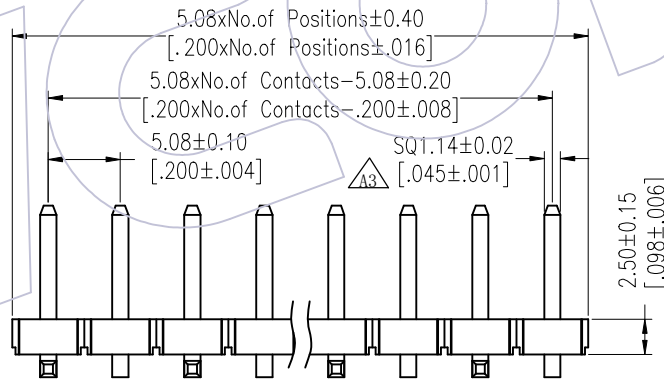 5.08xNo.of Positions±0.40
[.200xNo.of Positions±.016]
5.08xNo.of Contacts-5.08±0.20
[.200xNo.of Contacts-.200±.008]
5.08±0.10
[.200±.004]
SQ1.14±0.02
A3 [.045±.001]
2.50±0.15
[.098±.006]